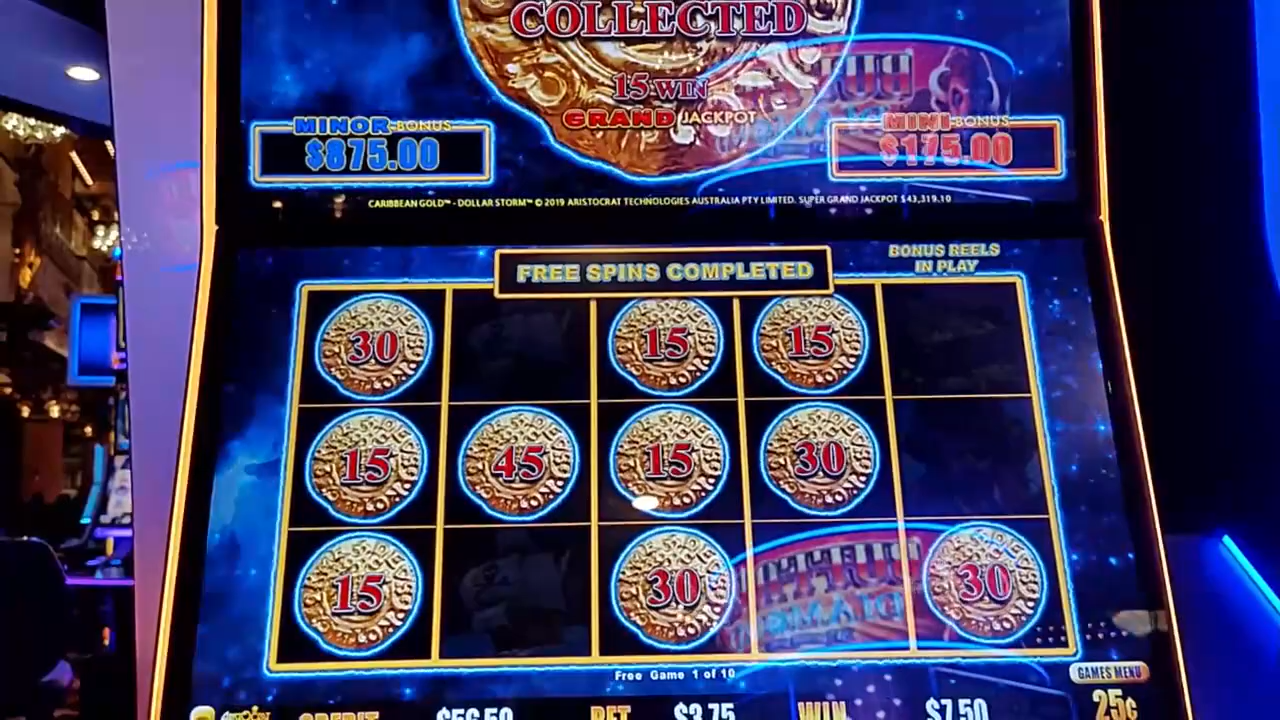 COLLECTED
15 WIN
GRAND JACKPOT
MINOR BONUS
$875.00
MINI BONUS
$175.00
CARIBBEAN GOLD™ - DOLLAR STORM™ © 2019 ARISTOCRAT TECHNOLOGIES AUSTRALIA PTY LIMITED. SUPER GRAND JACKPOT $43,319.10
FREE SPINS COMPLETED
BONUS REELS
IN PLAY
30 15 15
15 45 15 30
15 30 30
Free Game 1 of 10
GAMES MENU
CREDIT $56.50 BET $3.75 WIN $7.50 25¢